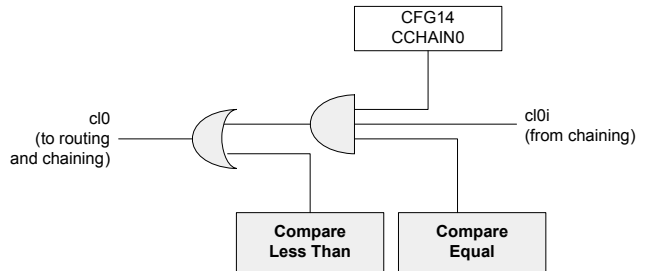 CFG14
CCHAIN0
cl0
(to routing
and chaining)
cl0i
(from chaining)
Compare
Less Than
Compare
Equal